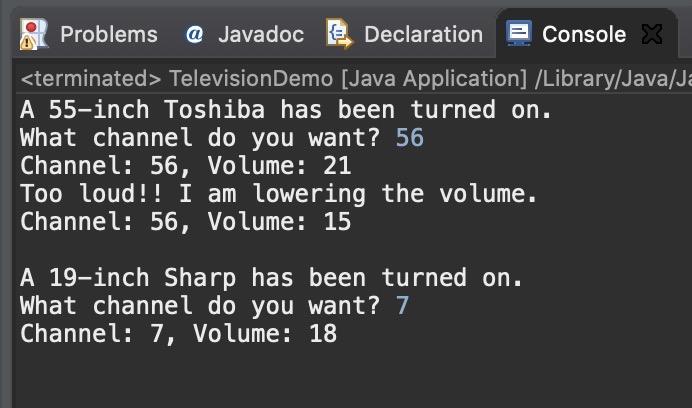 Problems @ Javadoc Declaration Console
<terminated> TelevisionDemo [Java Application] /Library/Java/Ja
A 55-inch Toshiba has been turned on.
What channel do you want? 56
Channel: 56, Volume: 21
Too loud!! I am lowering the volume.
Channel: 56, Volume: 15
A 19-inch Sharp has been turned on.
What channel do you want? 7
Channel: 7, Volume: 18